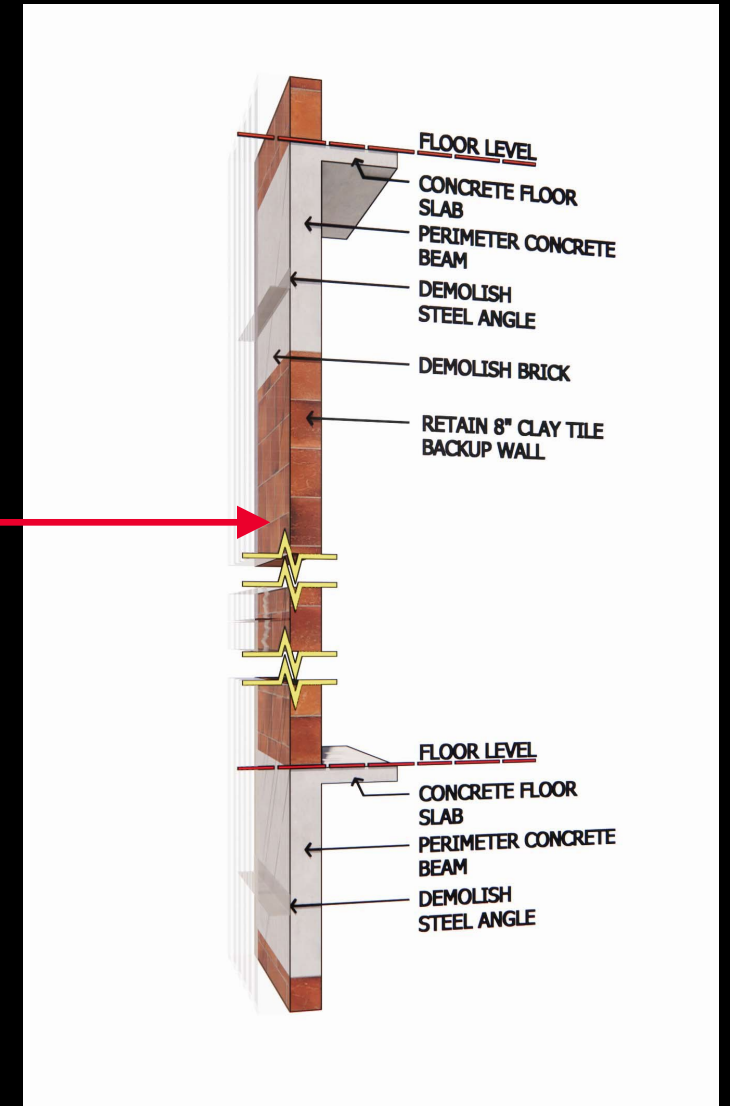 FLOOR LEVEL
CONCRETE FLOOR
SLAB
PERIMETER CONCRETE
BEAM
DEMOLISH
STEEL ANGLE
DEMOLISH BRICK
RETAIN 8" CLAY TILE
BACKUP WALL
FLOOR LEVEL
CONCRETE FLOOR
SLAB
PERIMETER CONCRETE
BEAM
DEMOLISH
STEEL ANGLE